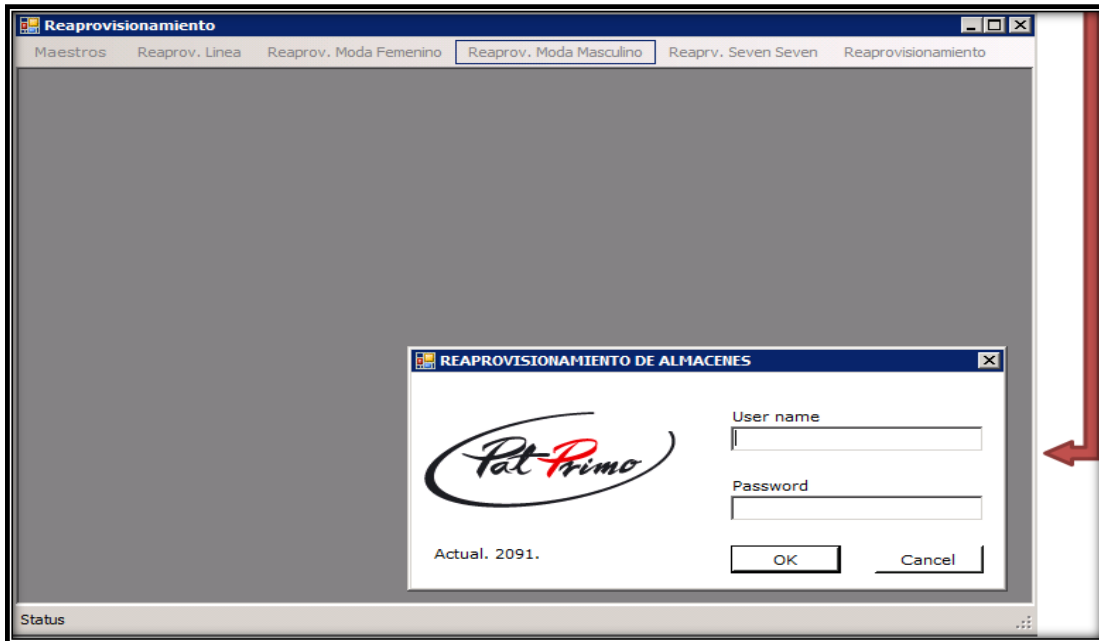 Reaprovisionamiento
Maestros Reaprov. Linea Reaprov. Moda Femenino Reaprov. Moda Masculino Reaprv. Seven Seven Reaprovisionamiento
REAPROVISIONAMIENTO DE ALMACENES
Pat Primo
User name
Password
Actual. 2091.
OK Cancel
Status